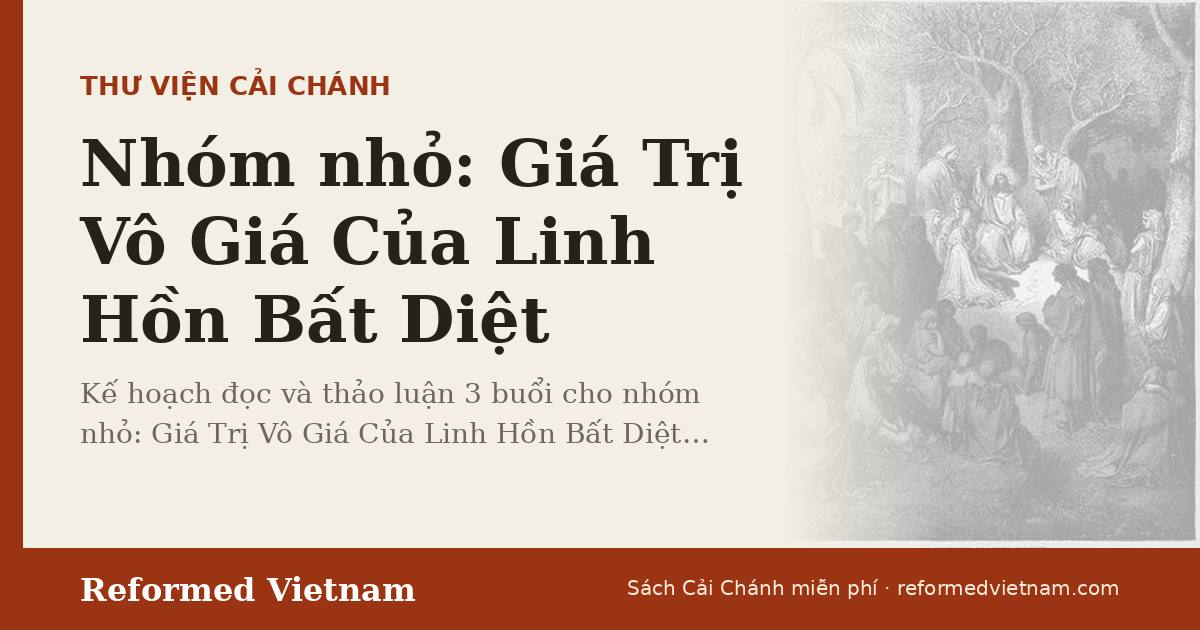 THƯ VIỆN CẢI CHÁNH
Nhóm nhỏ: Giá Trị
Vô Giá Của Linh
Hồn Bất Diệt
Kế hoạch đọc và thảo luận 3 buổi cho nhóm
nhỏ: Giá Trị Vô Giá Của Linh Hồn Bất Diệt...
Reformed Vietnam
Sách Cải Chánh miễn phí · reformedvietnam.com